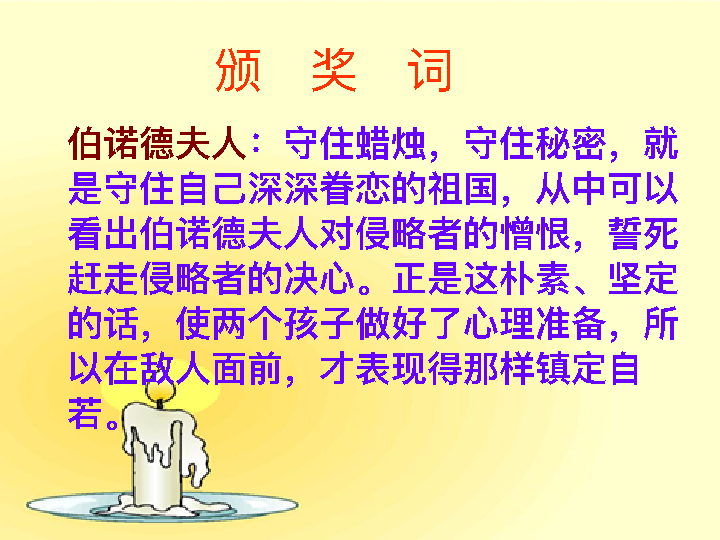 颁 奖 词
伯诺德夫人：守住蜡烛，守住秘密，就
是守住自己深深眷恋的祖国，从中可以
看出伯诺德夫人对侵略者的憎恨，誓死
赶走侵略者的决心。正是这朴素、坚定
的话，使两个孩子做好了心理准备，所
以在敌人面前，才表现得那样镇定自
若。